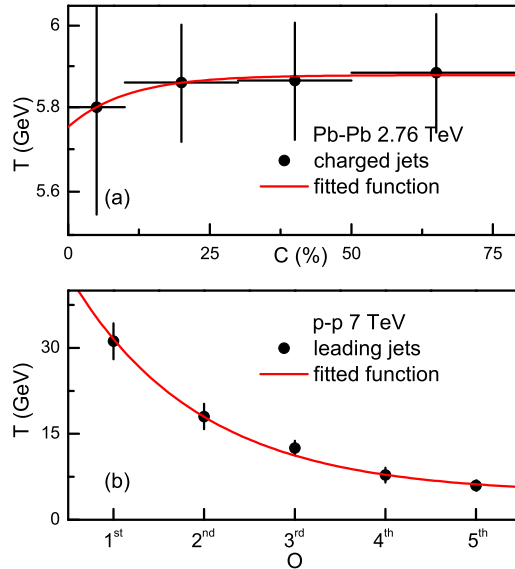 6
5.8
5.6
T (GeV)
Pb-Pb 2.76 TeV
charged jets
fitted function
(a)
0 25 50 75
C (%)
30
15
0
T (GeV)
p-p 7 TeV
leading jets
fitted function
(b)
1st 2nd 3rd 4th 5th
O